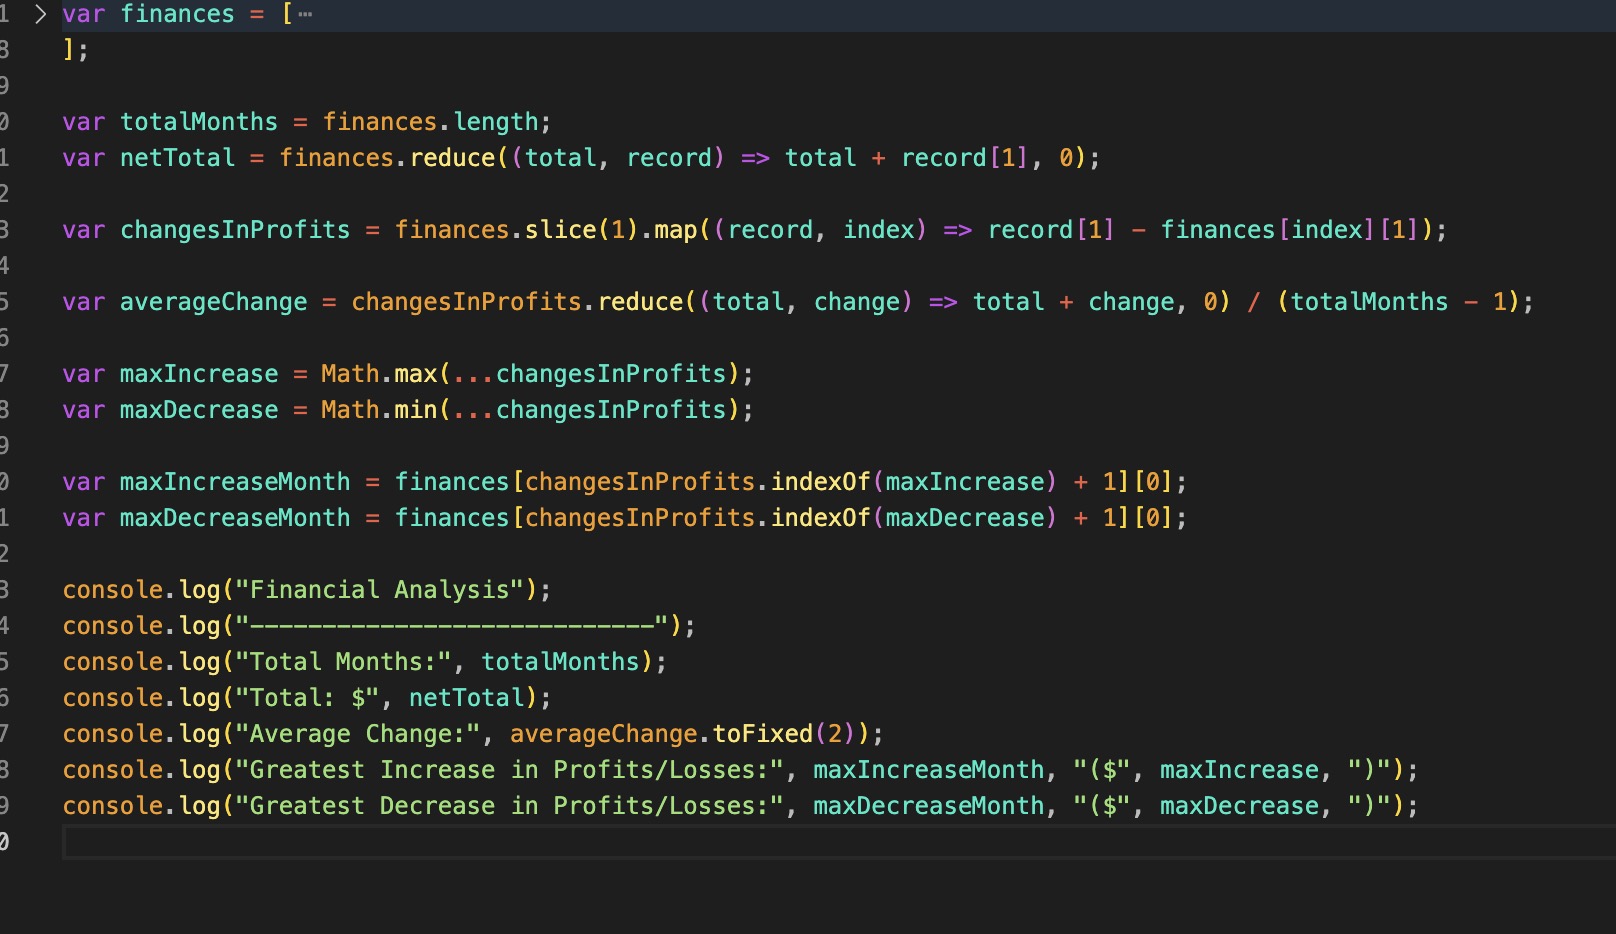 1 > var finances = [⋯
8 ];
9
0 var totalMonths = finances.length;
1 var netTotal = finances.reduce((total, record) => total + record[1], 0);
2
3 var changesInProfits = finances.slice(1).map((record, index) => record[1] - finances[index][1]);
4
5 var averageChange = changesInProfits.reduce((total, change) => total + change, 0) / (totalMonths - 1);
6
7 var maxIncrease = Math.max(...changesInProfits);
8 var maxDecrease = Math.min(...changesInProfits);
9
0 var maxIncreaseMonth = finances[changesInProfits.indexOf(maxIncrease) + 1][0];
1 var maxDecreaseMonth = finances[changesInProfits.indexOf(maxDecrease) + 1][0];
2
3 console.log("Financial Analysis");
4 console.log("----------------------------");
5 console.log("Total Months:", totalMonths);
6 console.log("Total: $", netTotal);
7 console.log("Average Change:", averageChange.toFixed(2));
8 console.log("Greatest Increase in Profits/Losses:", maxIncreaseMonth, "($", maxIncrease, ")");
9 console.log("Greatest Decrease in Profits/Losses:", maxDecreaseMonth, "($", maxDecrease, ")");
0